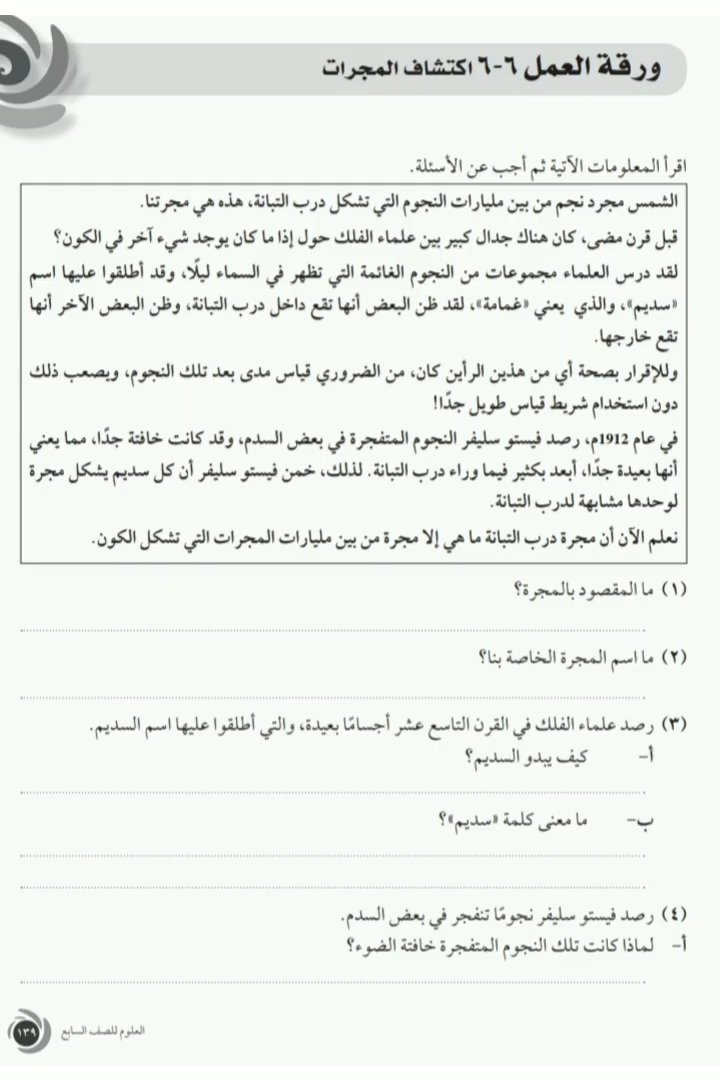 ورقة العمل ٦-٦ اكتشاف المجرات
اقرأ المعلومات الآتية ثم أجب عن الأسئلة.
الشمس مجرد نجم من بين مليارات النجوم التي تشكل درب التبانة، هذه هي مجرتنا.
قبل قرن مضى، كان هناك جدال كبير بين علماء الفلك حول إذا ما كان يوجد شيء آخر في الكون؟
لقد درس العلماء مجموعات من النجوم الغائمة التي تظهر في السماء ليلًا، وقد أطلقوا عليها اسم
«سديم»، والذي يعني «غمامة»، لقد ظن البعض أنها تقع داخل درب التبانة، وظن البعض الآخر أنها
تقع خارجها.
وللإقرار بصحة أي من هذين الرأين كان، من الضروري قياس مدى بعد تلك النجوم، ويصعب ذلك
دون استخدام شريط قياس طويل جدًا!
في عام 1912م، رصد فيستو سليفر النجوم المتفجرة في بعض السدم، وقد كانت خافتة جدًا، مما يعني
أنها بعيدة جدًا، أبعد بكثير فيما وراء درب التبانة. لذلك، خمن فيستو سليفر أن كل سديم يشكل مجرة
لوحدها مشابهة لدرب التبانة.
نعلم الآن أن مجرة درب التبانة ما هي إلا مجرة من بين مليارات المجرات التي تشكل الكون.
(١) ما المقصود بالمجرة؟
(٢) ما اسم المجرة الخاصة بنا؟
(٣) رصد علماء الفلك في القرن التاسع عشر أجسامًا بعيدة، والتي أطلقوا عليها اسم السديم.
أ- كيف يبدو السديم؟
ب- ما معنى كلمة «سديم»؟
(٤) رصد فيستو سليفر نجومًا تنفجر في بعض السدم.
أ- لماذا كانت تلك النجوم المتفجرة خافتة الضوء؟
العلوم للصف السابع
١٣٩